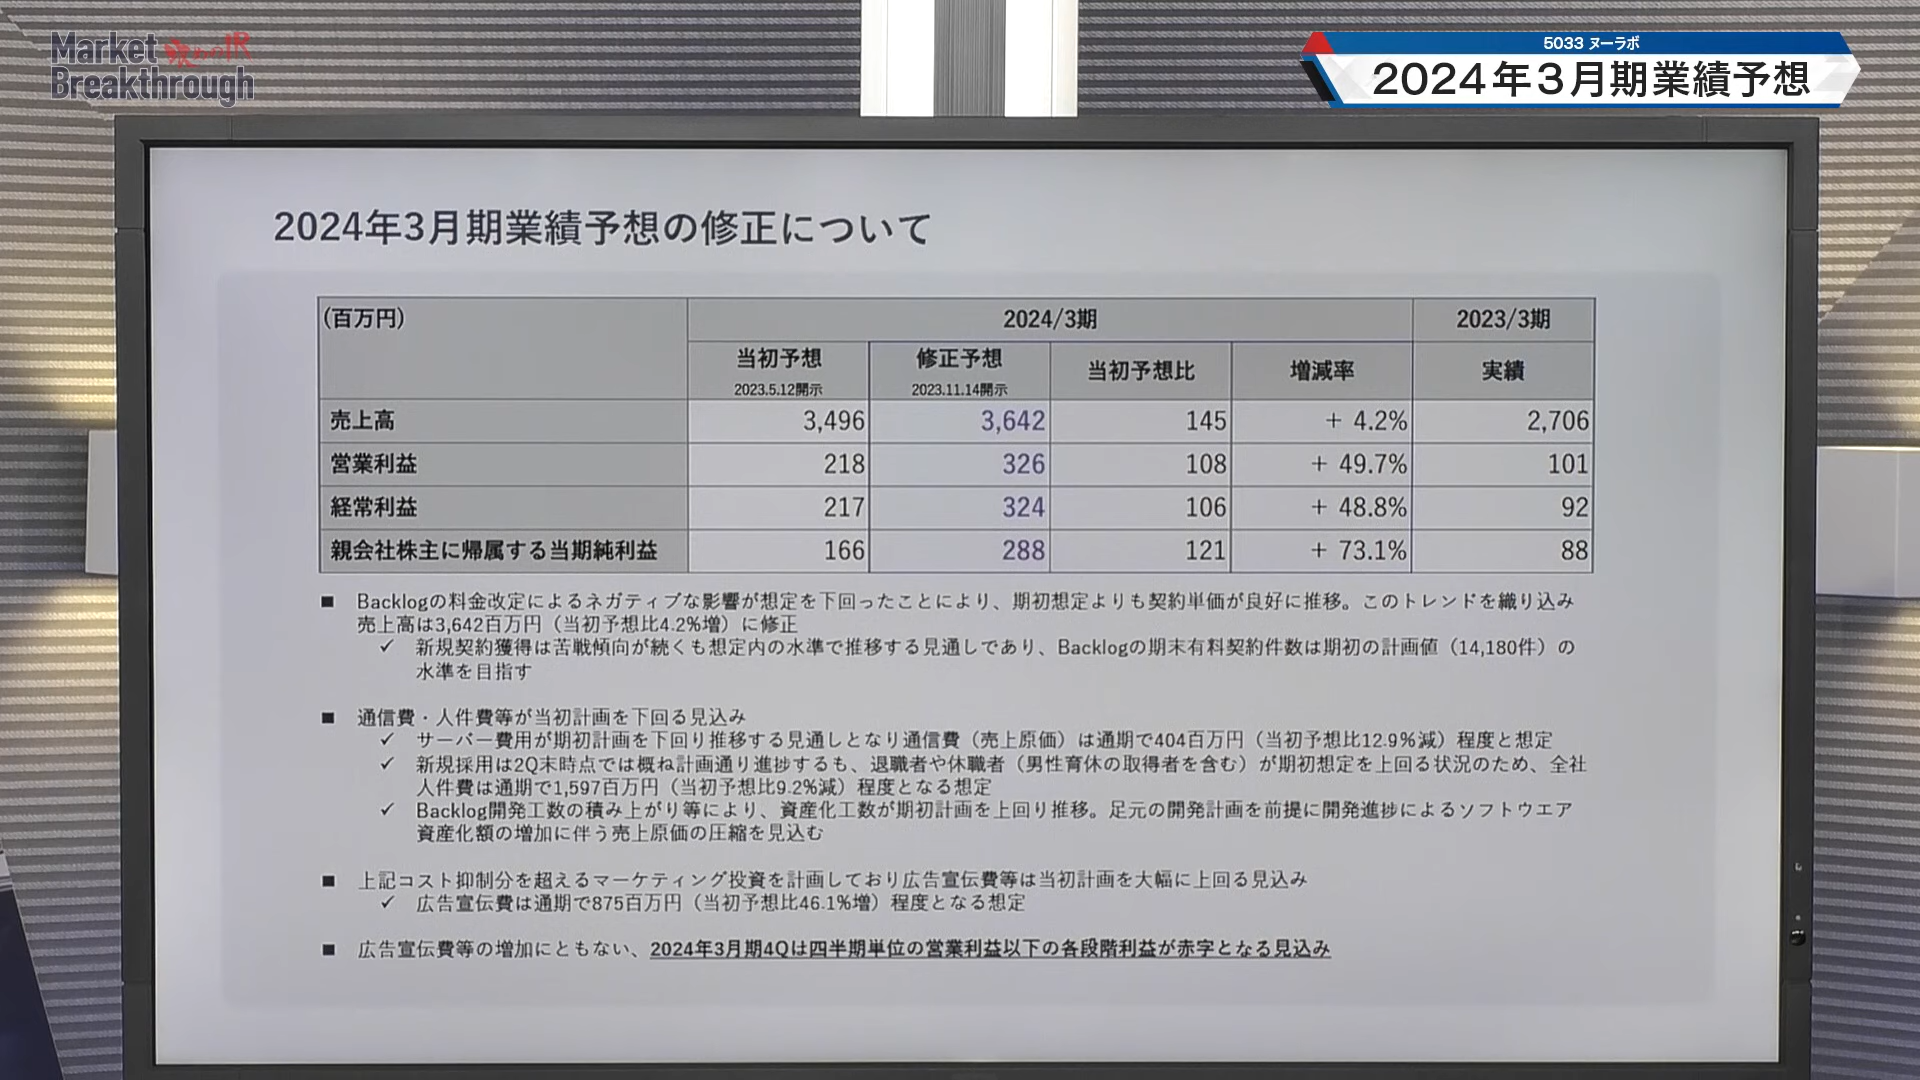 Market
Breakthrough
5033 ヌーラボ
2024年3月期業績予想
2024年3月期業績予想の修正について
(百万円) 2024/3期 2023/3期
当初予想 修正予想 当初予想比 増減率 実績
2023.5.12開示 2023.11.14開示
売上高 3,496 3,642 145 + 4.2% 2,706
営業利益 218 326 108 + 49.7% 101
経常利益 217 324 106 + 48.8% 92
親会社株主に帰属する当期純利益 166 288 121 + 73.1% 88
■ Backlogの料金改定によるネガティブな影響が想定を下回ったことにより、期初想定よりも契約単価が良好に推移。このトレンドを織り込み
売上高は3,642百万円（当初予想比4.2%増）に修正
✓ 新規契約獲得は苦戦傾向が続くも想定内の水準で推移する見通しであり、Backlogの期末有料契約件数は期初の計画値（14,180件）の
水準を目指す
■ 通信費・人件費等が当初計画を下回る見込み
✓ サーバー費用が期初計画を下回り推移する見通しとなり通信費（売上原価）は通期で404百万円（当初予想比12.9%減）程度と想定
✓ 新規採用は2Q末時点では概ね計画通り進捗するも、退職者や休職者（男性育休の取得者を含む）が期初想定を上回る状況のため、全社
人件費は通期で1,597百万円（当初予想比9.2%減）程度となる想定
✓ Backlog開発工数の積み上がり等により、資産化工数が期初計画を上回り推移。足元の開発計画を前提に開発進捗によるソフトウエア
資産化額の増加に伴う売上原価の圧縮を見込む
■ 上記コスト抑制分を超えるマーケティング投資を計画しており広告宣伝費等は当初計画を大幅に上回る見込み
✓ 広告宣伝費は通期で875百万円（当初予想比46.1%増）程度となる想定
■ 広告宣伝費等の増加にともない、2024年3月期4Qは四半期単位の営業利益以下の各段階利益が赤字となる見込み